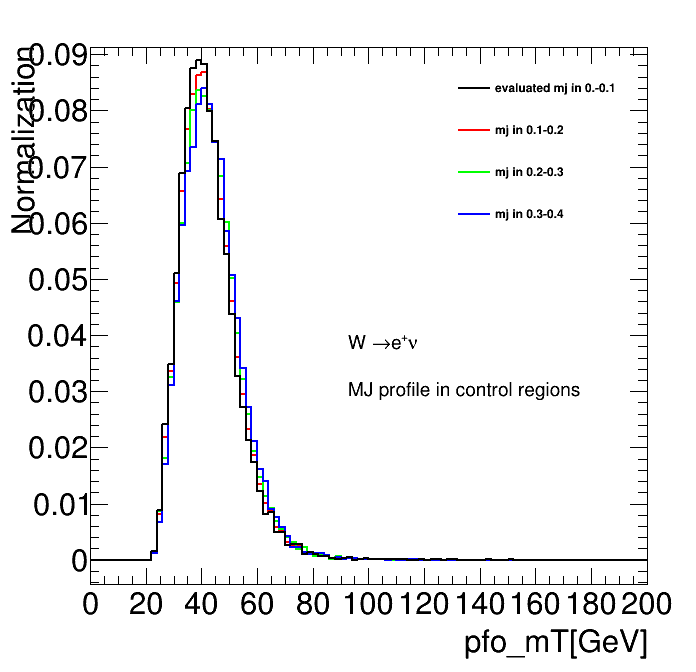 Normalization
0.09
0.08
0.07
0.06
0.05
0.04
0.03
0.02
0.01
0
evaluated mj in 0.-0.1
mj in 0.1-0.2
mj in 0.2-0.3
mj in 0.3-0.4
W →e⁺ν
MJ profile in control regions
0 20 40 60 80 100 120 140 160 180 200
pfo_mT[GeV]